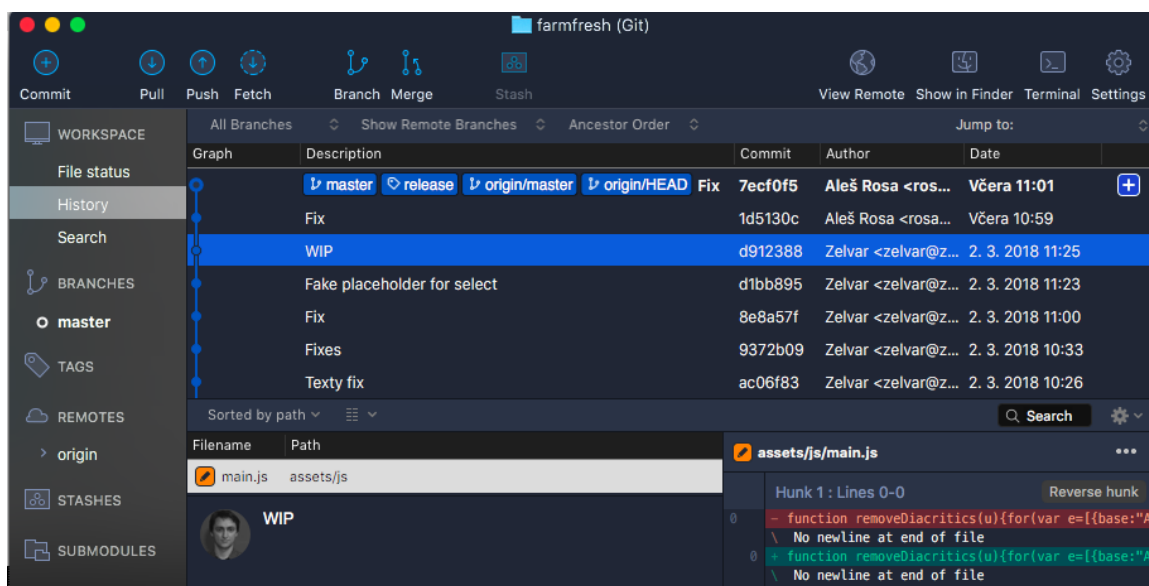 farmfresh (Git)
Commit Pull Push Fetch Branch Merge Stash View Remote Show in Finder Terminal Settings
WORKSPACE
File status
History
Search
BRANCHES
master
TAGS
REMOTES
origin
STASHES
SUBMODULES
All Branches Show Remote Branches Ancestor Order Jump to:
Graph Description Commit Author Date
master release origin/master origin/HEAD Fix 7ecf0f5 Aleš Rosa <ros... Včera 11:01
Fix 1d5130c Aleš Rosa <rosa... Včera 10:59
WIP d912388 Zelvar <zelvar@z... 2. 3. 2018 11:25
Fake placeholder for select d1bb895 Zelvar <zelvar@z... 2. 3. 2018 11:23
Fix 8e8a57f Zelvar <zelvar@z... 2. 3. 2018 11:00
Fixes 9372b09 Zelvar <zelvar@z... 2. 3. 2018 10:33
Texty fix ac06f83 Zelvar <zelvar@z... 2. 3. 2018 10:26
Sorted by path Search
Filename Path
main.js assets/js
WIP
assets/js/main.js
Hunk 1 : Lines 0-0 Reverse hunk
0 - function removeDiacritics(u){for(var e=[{base:"A
\ No newline at end of file
0 + function removeDiacritics(u){for(var e=[{base:"A
\ No newline at end of file